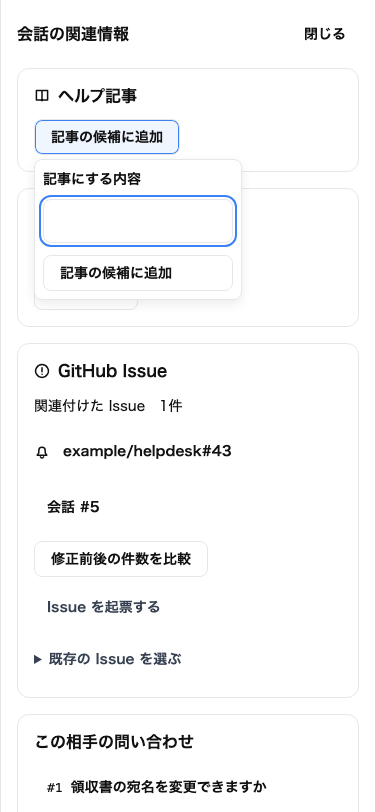 会話の関連情報
閉じる
ヘルプ記事
記事の候補に追加
記事にする内容
記事の候補に追加
GitHub Issue
関連付けた Issue 1件
example/helpdesk#43
会話 #5
修正前後の件数を比較
Issue を起票する
▶ 既存の Issue を選ぶ
この相手の問い合わせ
#1 領収書の宛名を変更できますか